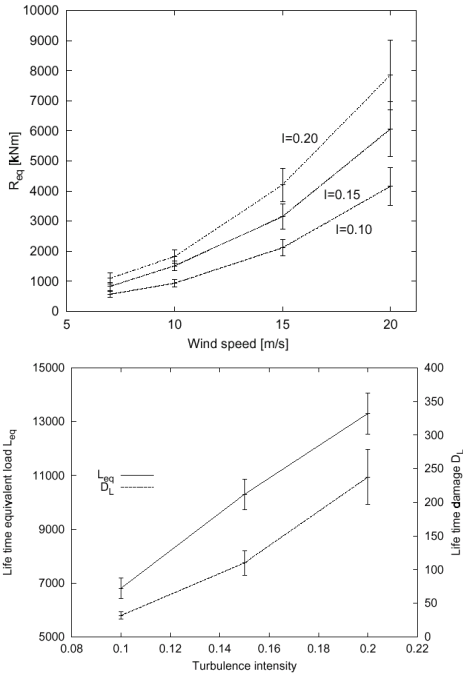 10000
9000
8000
7000
6000
5000
4000
3000
2000
1000
0
R_eq [kNm]
I=0.20
I=0.15
I=0.10
5 10 15 20
Wind speed [m/s]
15000
13000
11000
9000
7000
5000
Life time equivalent load L_eq
L_eq
D_L
400
350
300
250
200
150
100
50
0
Life time damage D_L
0.08 0.1 0.12 0.14 0.16 0.18 0.2 0.22
Turbulence intensity